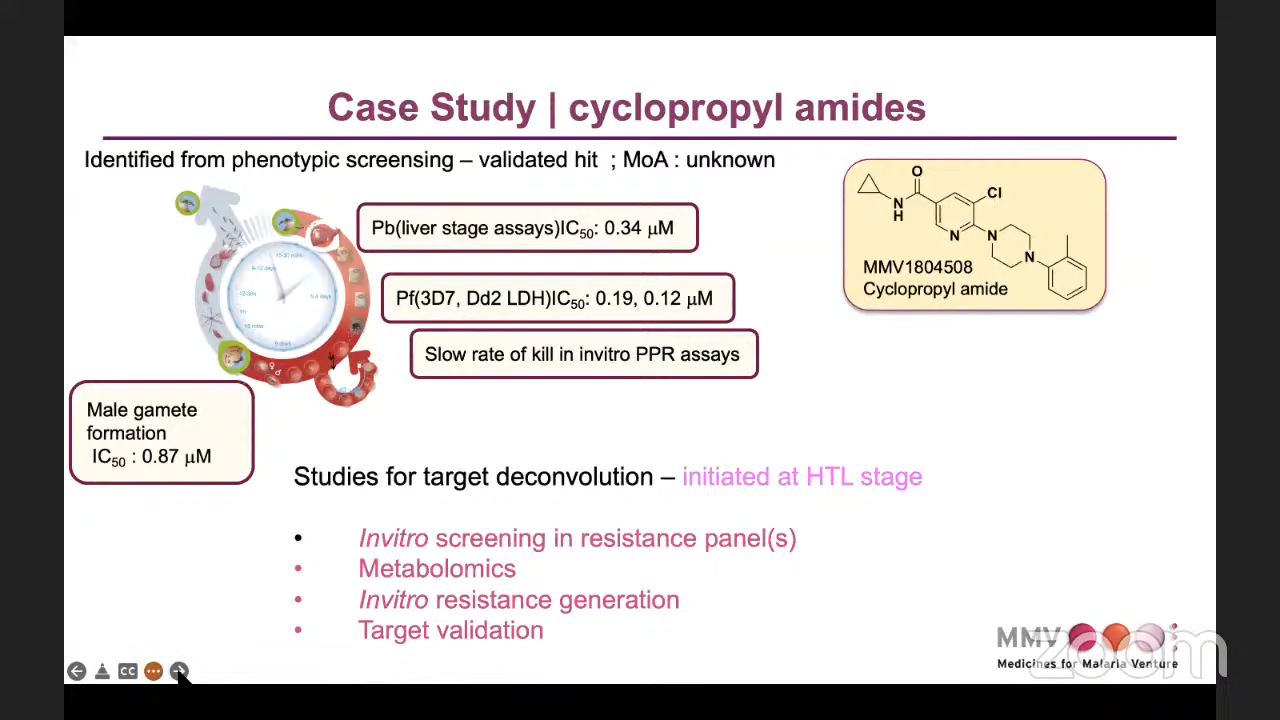 Case Study | cyclopropyl amides
Identified from phenotypic screensing – validated hit ; MoA : unknown
Pb(liver stage assays)IC50: 0.34 μM
Pf(3D7, Dd2 LDH)IC50: 0.19, 0.12 μM
Slow rate of kill in invitro PPR assays
Male gamete
formation
IC50 : 0.87 μM
O
Cl
N
H
N
N
N
MMV1804508
Cyclopropyl amide
Studies for target deconvolution – initiated at HTL stage
• Invitro screening in resistance panel(s)
• Metabolomics
• Invitro resistance generation
• Target validation
MMV
Medicines for Malaria Venture
zoom
CC